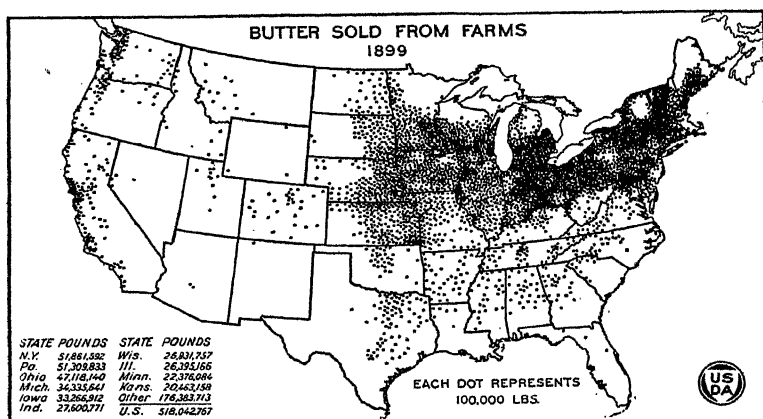 BUTTER SOLD FROM FARMS
1899
STATE POUNDS STATE POUNDS
N.Y. 51,861,592 Wis. 26,931,757
Pa. 51,309,833 Ill. 26,395,166
Ohio 47,118,140 Minn. 22,376,084
Mich. 34,335,641 Kans. 20,463,158
Iowa 33,266,912 Other 176,383,713
Ind. 27,600,771 U.S. 518,042,767
EACH DOT REPRESENTS
100,000 LBS.
US
DA